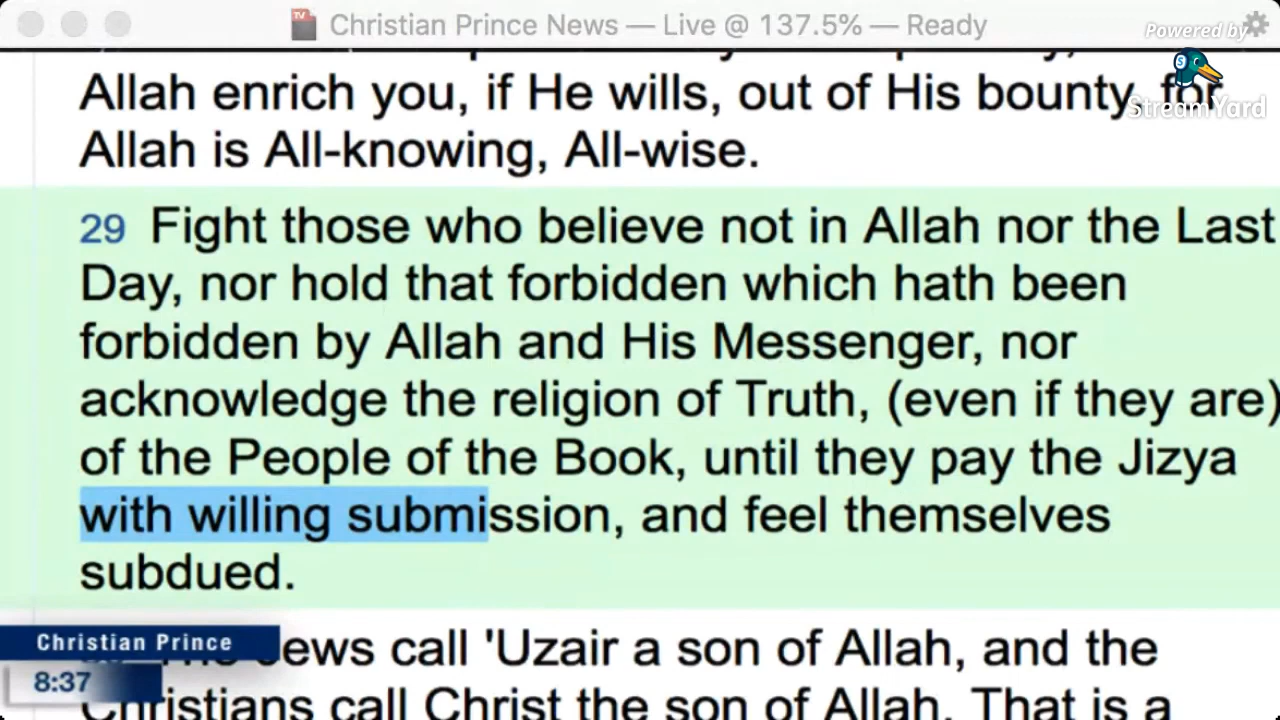 Christian Prince News — Live @ 137.5% — Ready
Powered by
StreamYard
Allah enrich you, if He wills, out of His bounty, for
Allah is All-knowing, All-wise.
29 Fight those who believe not in Allah nor the Last
Day, nor hold that forbidden which hath been
forbidden by Allah and His Messenger, nor
acknowledge the religion of Truth, (even if they are)
of the People of the Book, until they pay the Jizya
with willing submission, and feel themselves
subdued.
Jews call 'Uzair a son of Allah, and the
Christians call Christ the son of Allah. That is a
Christian Prince
8:37